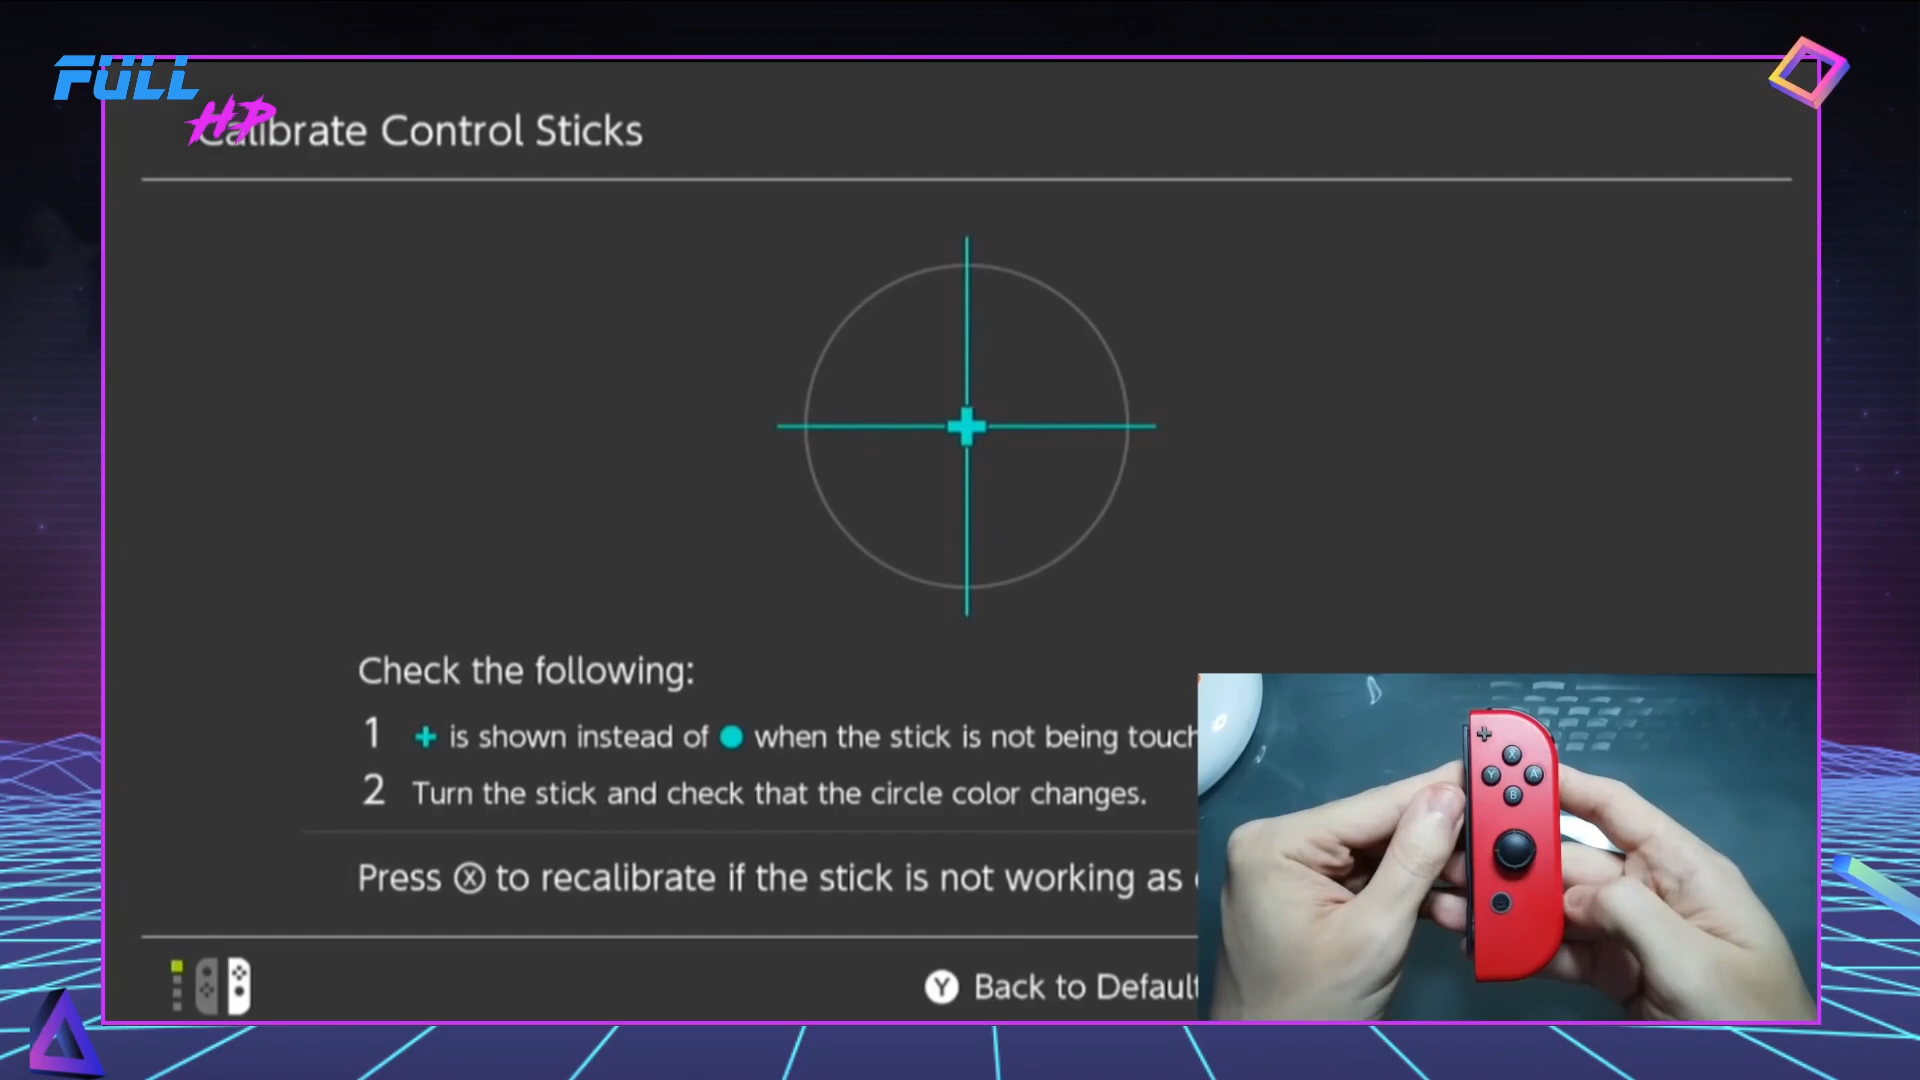 FULL
HP
Calibrate Control Sticks
Check the following:
1 + is shown instead of ● when the stick is not being touch
2 Turn the stick and check that the circle color changes.
Press Ⓧ to recalibrate if the stick is not working as
Ⓨ Back to Default
+
X
Y A
B